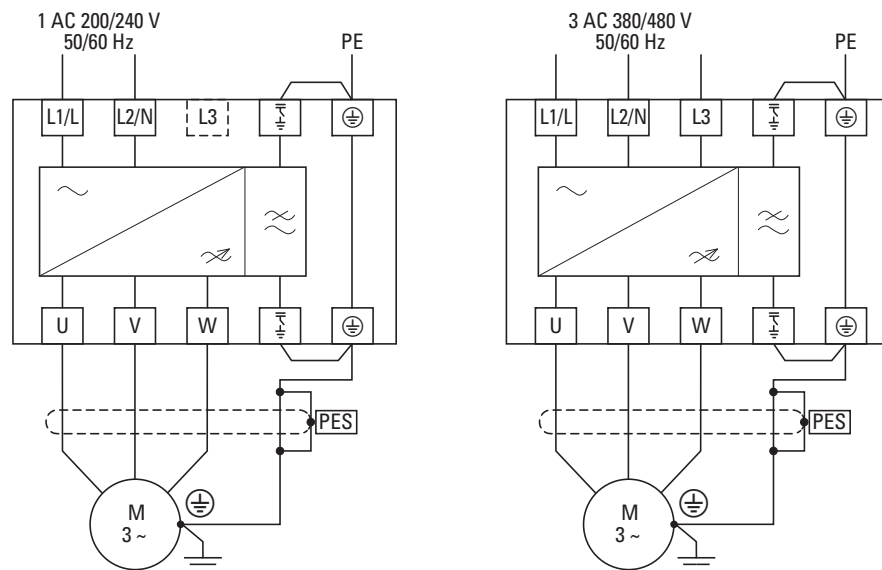 1 AC 200/240 V
50/60 Hz
PE
L1/L
L2/N
L3
U
V
W
PES
M
3 ~
3 AC 380/480 V
50/60 Hz
PE
L1/L
L2/N
L3
U
V
W
PES
M
3 ~